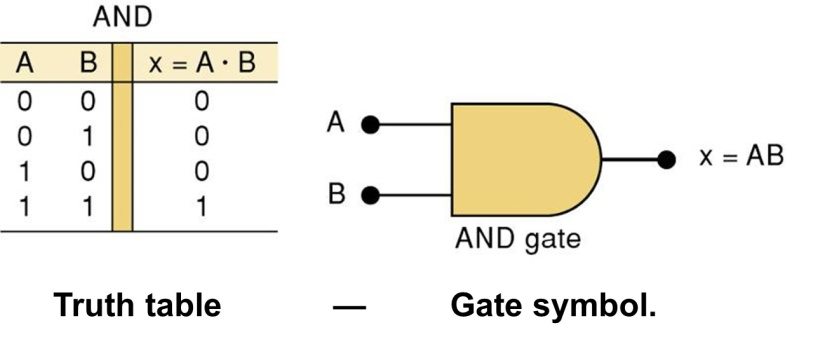 AND
A B x = A · B
0 0 0
0 1 0
1 0 0
1 1 1
A
B
x = AB
AND gate
Truth table — Gate symbol.